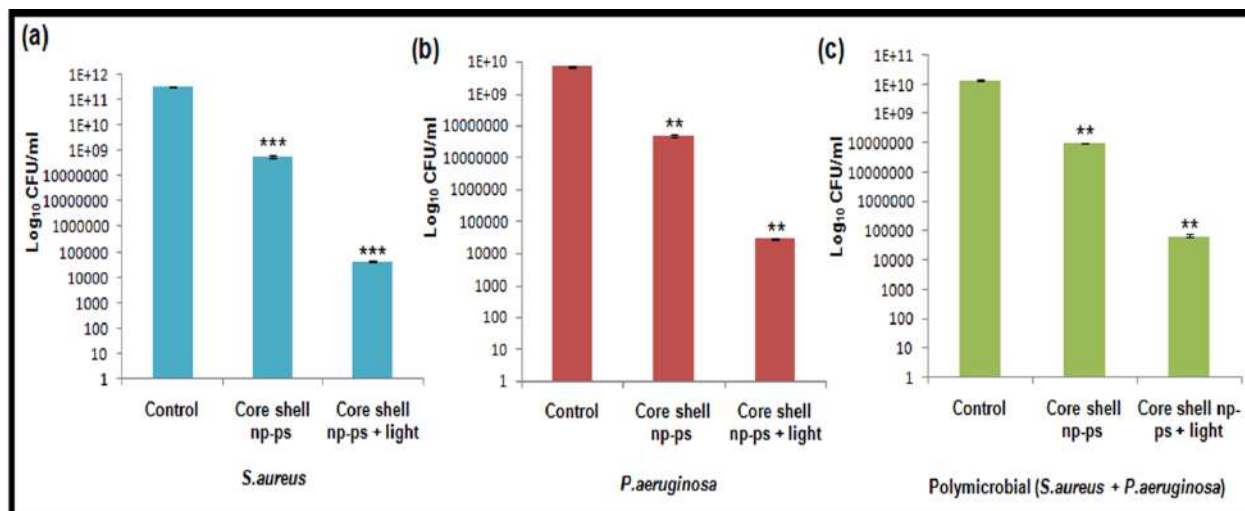 (a)
Log10 CFU/ml
1E+12
1E+11
1E+10
1E+09
10000000
10000000
1000000
100000
10000
1000
100
10
1
***
***
Control
Core shell
np-ps
Core shell
np-ps + light
S.aureus
(b)
Log10 CFU/ml
1E+10
1E+09
10000000
10000000
1000000
100000
10000
1000
100
10
1
**
**
Control
Core shell
np-ps
Core shell
np-ps + light
P.aeruginosa
(c)
Log10 CFU/ml
1E+11
1E+10
1E+09
10000000
10000000
1000000
100000
10000
1000
100
10
1
**
**
Control
Core shell
np-ps
Core shell np-
ps + light
Polymicrobial (S.aureus + P.aeruginosa)